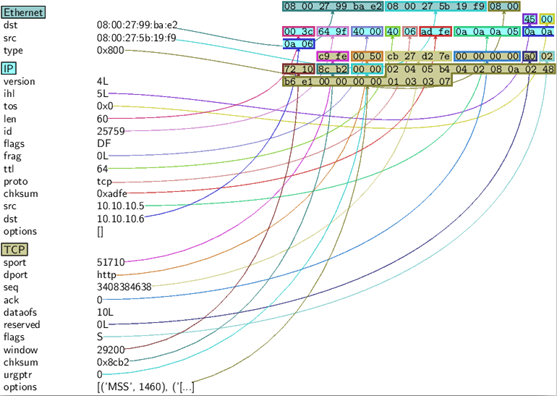 Ethernet
dst 08:00:27:99:ba:e2
src 08:00:27:5b:19:f9
type 0x800
IP
version 4L
ihl 5L
tos 0x0
len 60
id 25759
flags DF
frag 0L
ttl 64
proto tcp
chksum 0xadfe
src 10.10.10.5
dst 10.10.10.6
options []
TCP
sport 51710
dport http
seq 3408384638
ack 0
dataofs 10L
reserved 0L
flags S
window 29200
chksum 0x8cb2
urgptr 0
options [('MSS', 1460), ('[...]
08 00 27 99 ba e2 08 00 27 5b 19 f9 08 00
45 00
00 3c 64 9f 40 00 40 06 ad fe 0a 0a 0a 05 0a 0a
0a 06
c9 fe 00 50 cb 27 d2 7e 00 00 00 00 a0 02
72 10 8c b2 00 00 02 04 05 b4 04 02 08 0a 02 48
b6 e1 00 00 00 00 01 03 03 07